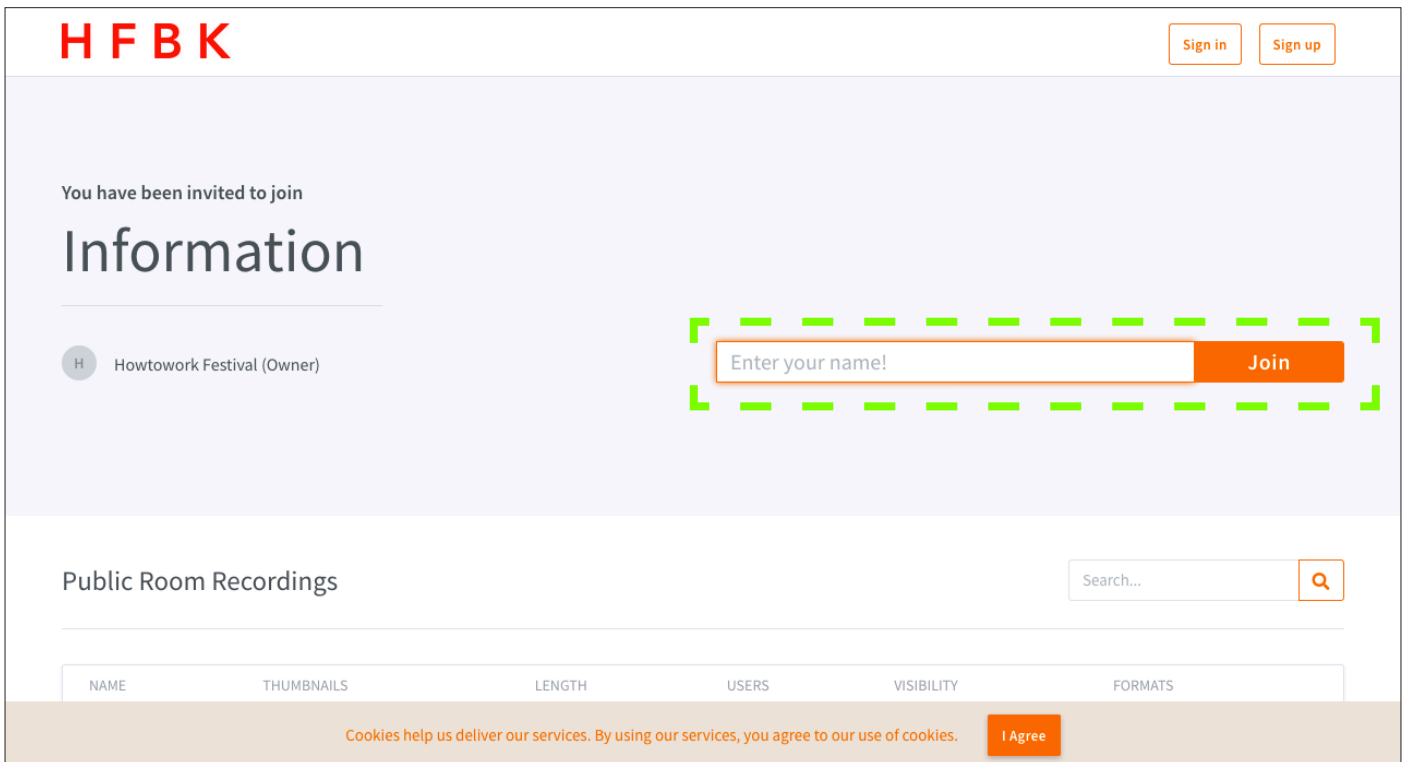 HFBK
Sign in
Sign up
You have been invited to join
Information
H
Howtowork Festival (Owner)
Enter your name!
Join
Public Room Recordings
Search...
NAME THUMBNAILS LENGTH USERS VISIBILITY FORMATS
Cookies help us deliver our services. By using our services, you agree to our use of cookies.
I Agree